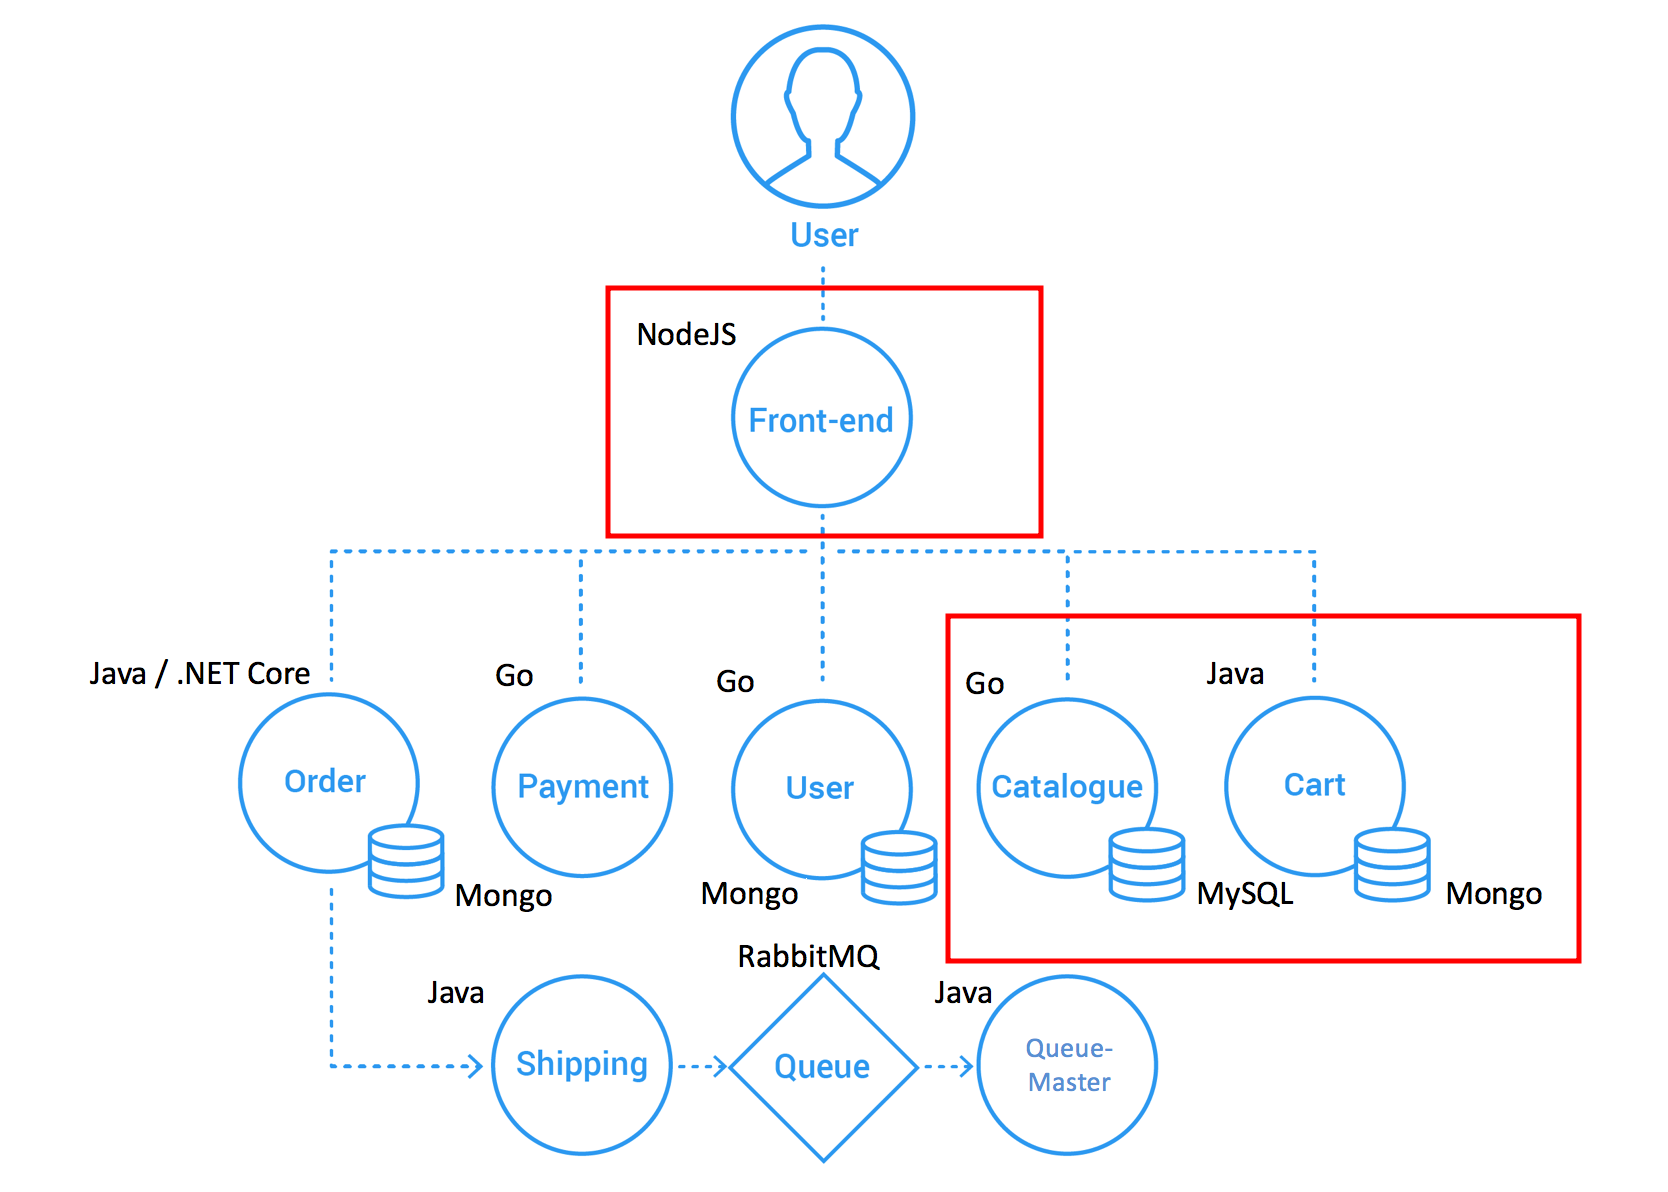 User
NodeJS
Front-end
Java / .NET Core
Go
Go
Go
Java
Order
Payment
User
Catalogue
Cart
Mongo
Mongo
MySQL
Mongo
RabbitMQ
Java
Java
Shipping
Queue
Queue-
Master